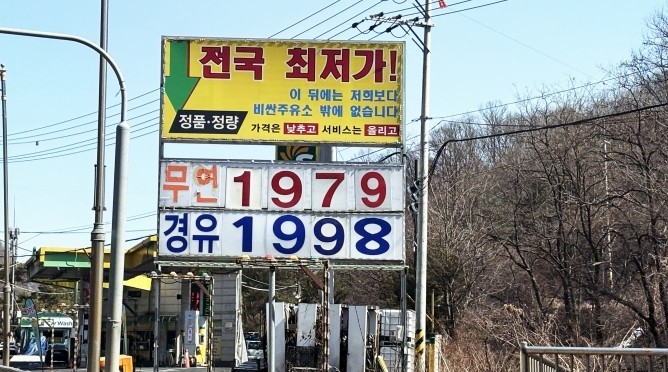 전국 최저가!
이 뒤에는 저희보다
비싼주유소 밖에 없습니다
정품·정량
가격은 낮추고 서비스는 올리고
무연 1979
경유 1998
Car Wash